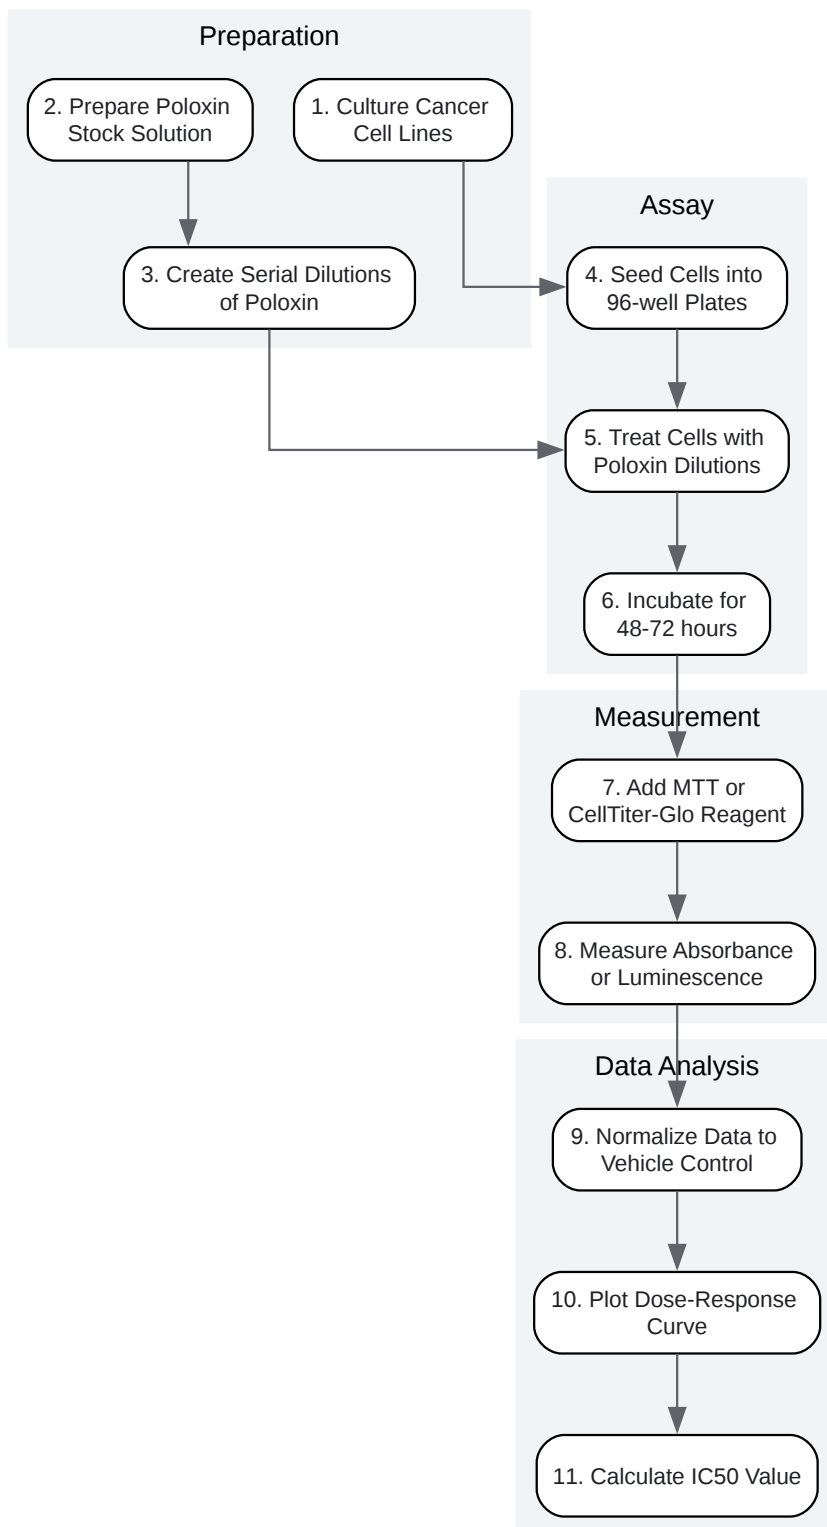 Preparation
2. Prepare Poloxin
Stock Solution
1. Culture Cancer
Cell Lines
3. Create Serial Dilutions
of Poloxin
Assay
4. Seed Cells into
96-well Plates
5. Treat Cells with
Poloxin Dilutions
6. Incubate for
48-72 hours
Measurement
7. Add MTT or
CellTiter-Glo Reagent
8. Measure Absorbance
or Luminescence
Data Analysis
9. Normalize Data to
Vehicle Control
10. Plot Dose-Response
Curve
11. Calculate IC50 Value